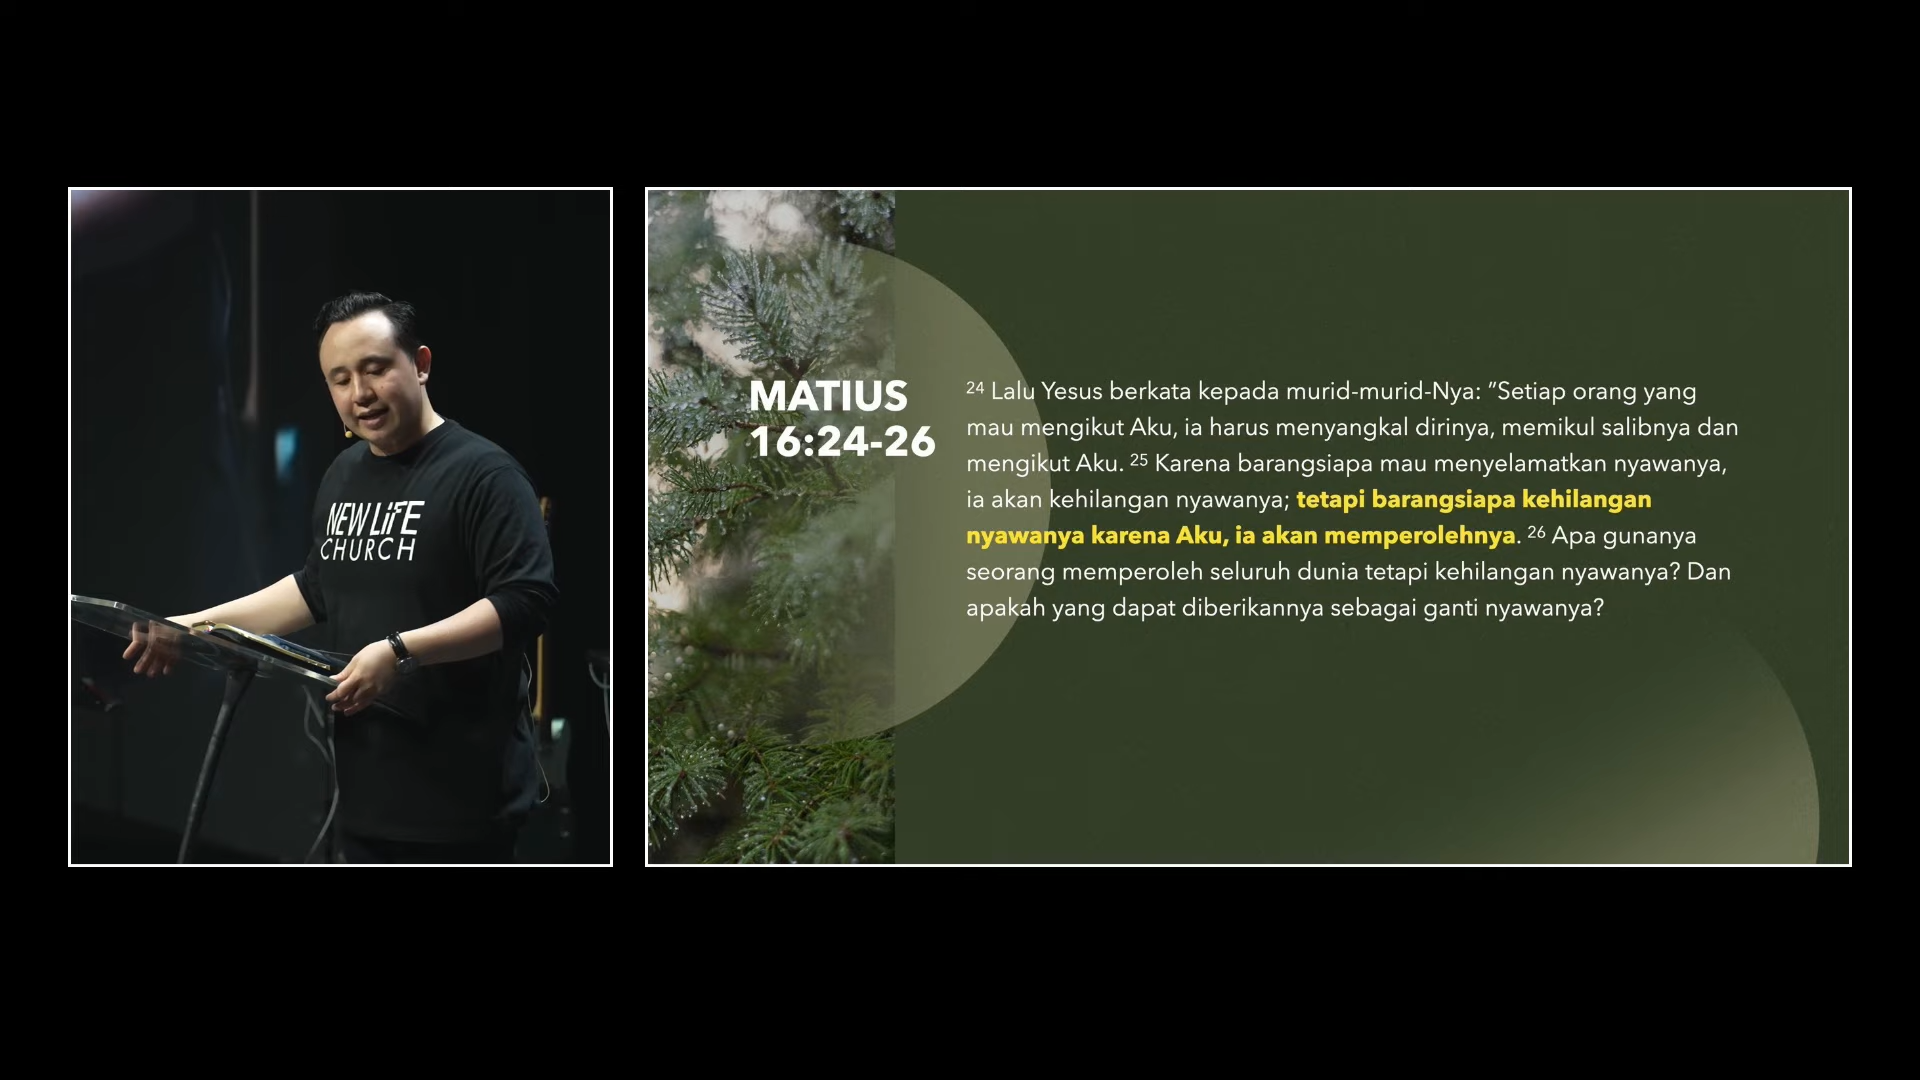 NEW LiFE
CHURCH
MATIUS
16:24-26
24 Lalu Yesus berkata kepada murid-murid-Nya: ”Setiap orang yang
mau mengikut Aku, ia harus menyangkal dirinya, memikul salibnya dan
mengikut Aku. 25 Karena barangsiapa mau menyelamatkan nyawanya,
ia akan kehilangan nyawanya; tetapi barangsiapa kehilangan
nyawanya karena Aku, ia akan memperolehnya. 26 Apa gunanya
seorang memperoleh seluruh dunia tetapi kehilangan nyawanya? Dan
apakah yang dapat diberikannya sebagai ganti nyawanya?